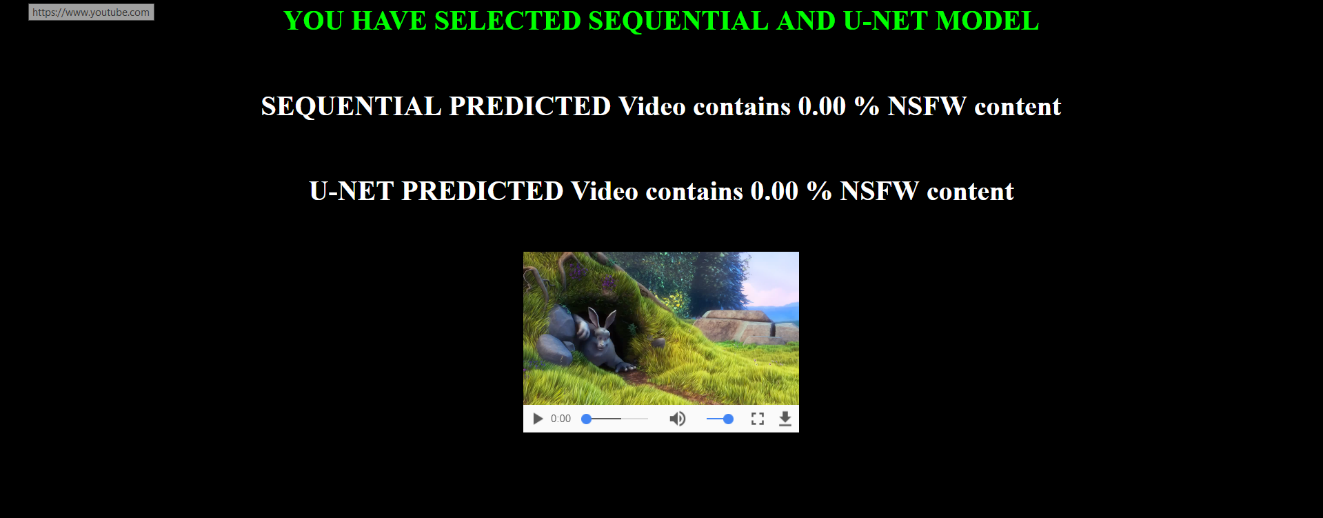 https://www.youtube.com
YOU HAVE SELECTED SEQUENTIAL AND U-NET MODEL
SEQUENTIAL PREDICTED Video contains 0.00 % NSFW content
U-NET PREDICTED Video contains 0.00 % NSFW content
0:00